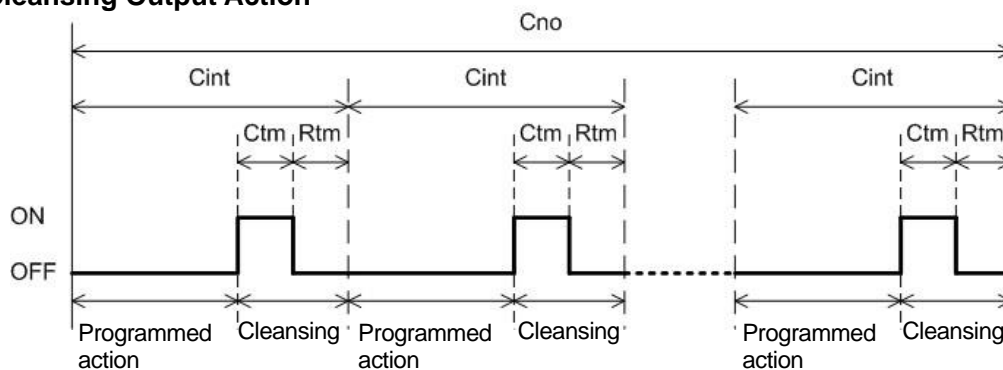 Cleansing Output Action
Cno
Cint Cint Cint
Ctm Rtm Ctm Rtm Ctm Rtm
ON
OFF
Programmed action Cleansing Programmed action Cleansing Programmed action Cleansing